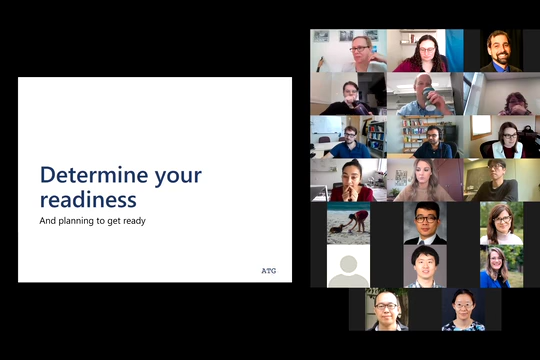 Determine your
readiness
And planning to get ready
ATG